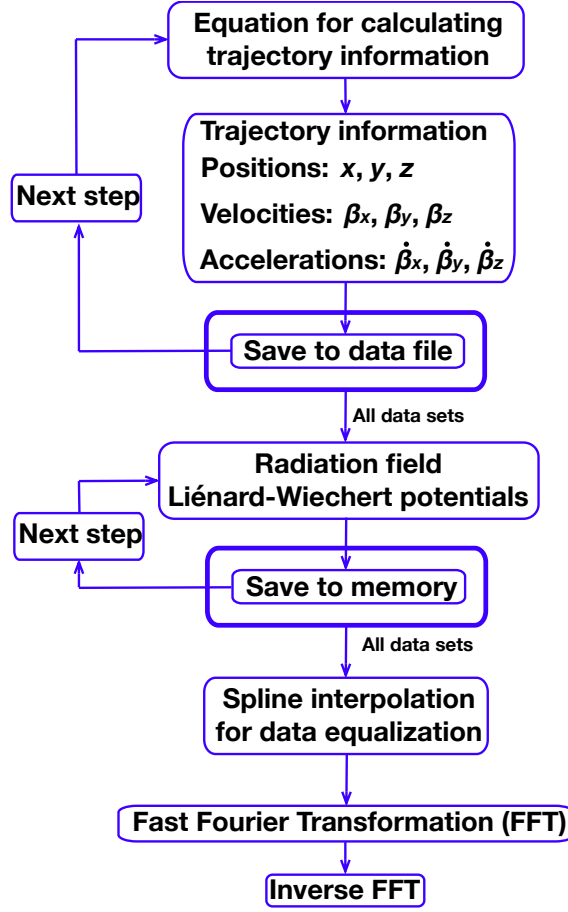 Equation for calculating
trajectory information
Trajectory information
Positions: x, y, z
Next step
Velocities: βx, βy, βz
Accelerations: β̇x, β̇y, β̇z
Save to data file
All data sets
Radiation field
Liénard-Wiechert potentials
Next step
Save to memory
All data sets
Spline interpolation
for data equalization
Fast Fourier Transformation (FFT)
Inverse FFT